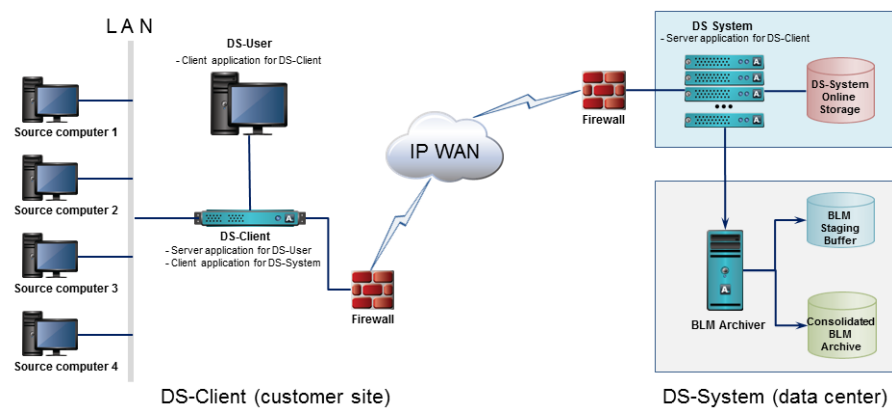 LAN
DS-User
- Client application for DS-Client
Source computer 1
Source computer 2
Source computer 3
Source computer 4
DS-Client
- Server application for DS-User
- Client application for DS-System
Firewall
IP WAN
Firewall
DS System
- Server application for DS-Client
DS-System
Online
Storage
BLM Archiver
BLM
Staging
Buffer
Consolidated
BLM
Archive
DS-Client (customer site)
DS-System (data center)